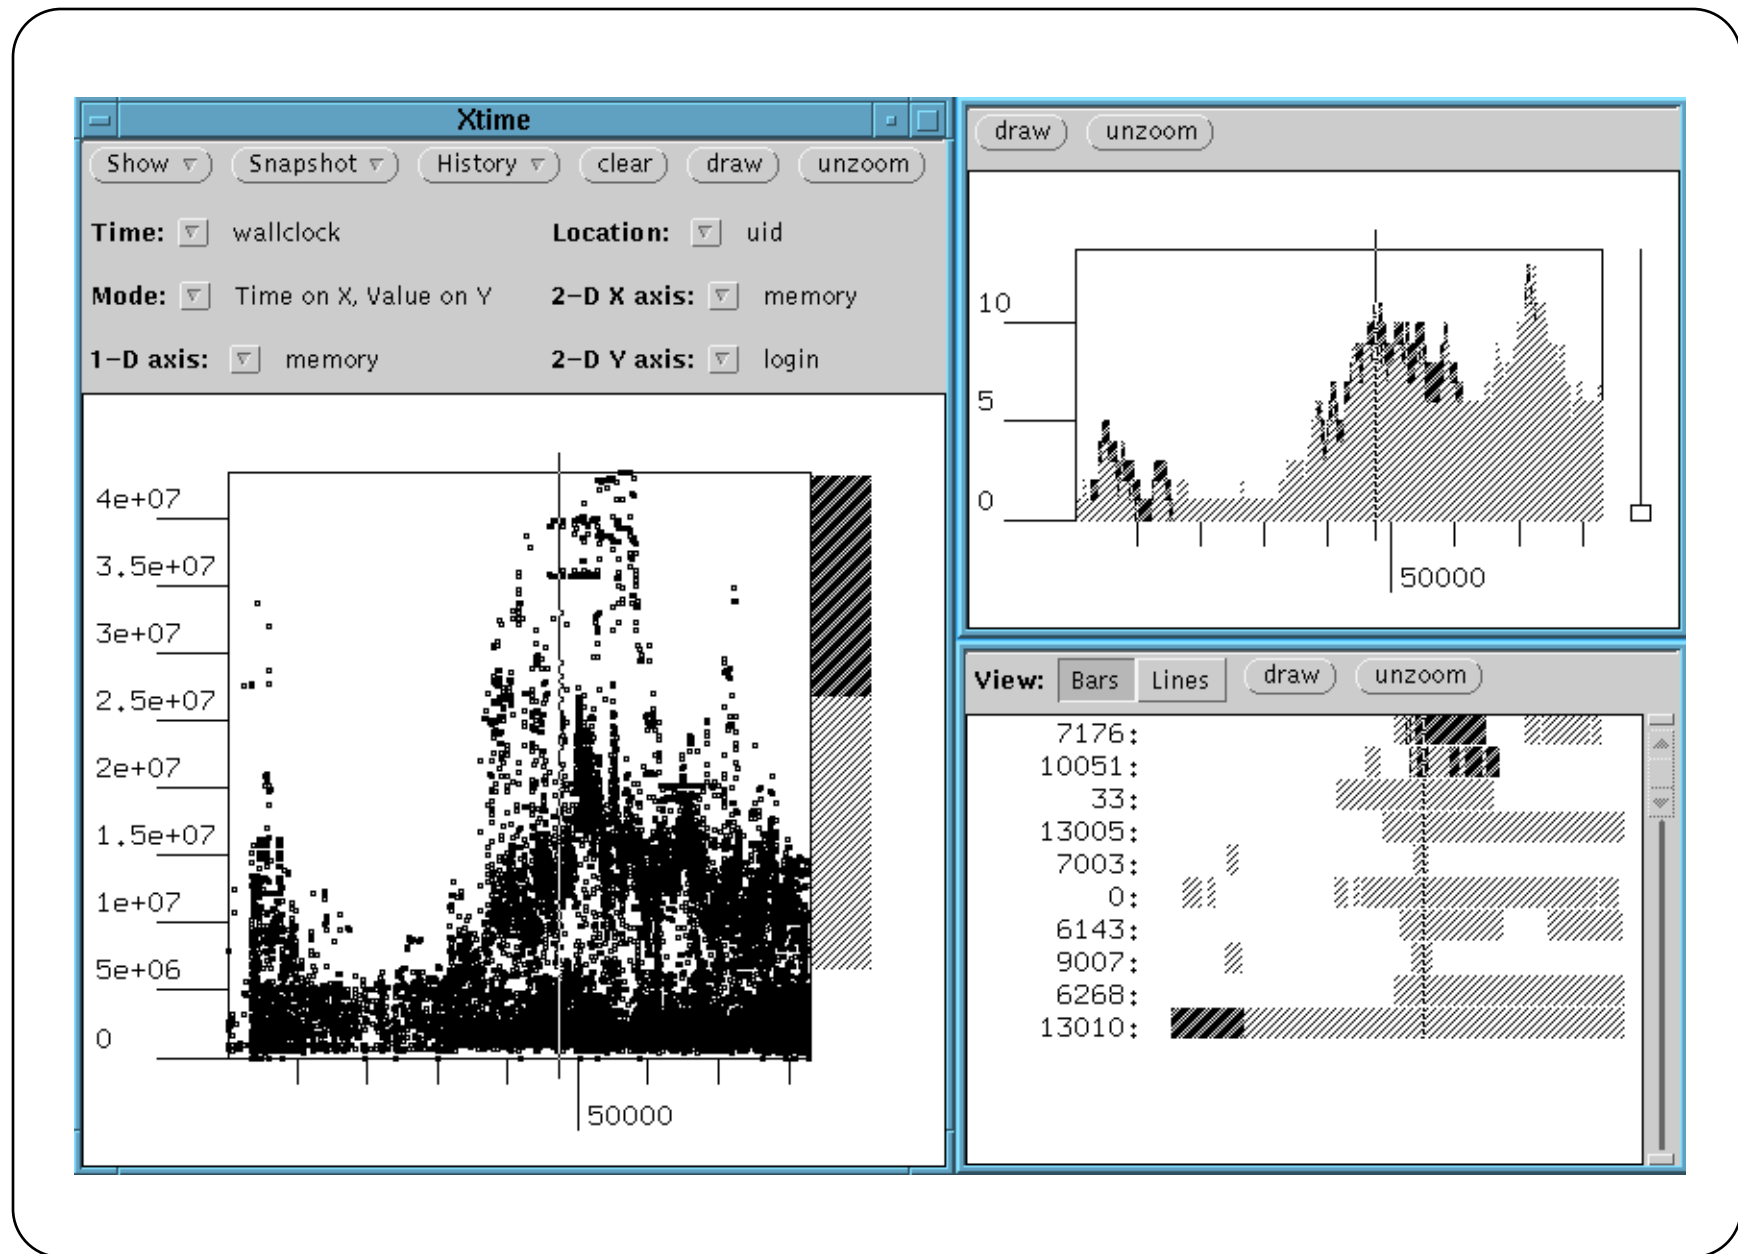 Xtime
Show Snapshot History clear draw unzoom
Time: wallclock Location: uid
Mode: Time on X, Value on Y 2-D X axis: memory
1-D axis: memory 2-D Y axis: login
4e+07
3.5e+07
3e+07
2.5e+07
2e+07
1.5e+07
1e+07
5e+06
0
50000
draw unzoom
10
5
0
50000
View: Bars Lines draw unzoom
7176:
10051:
33:
13005:
7003:
0:
6143:
9007:
6268:
13010: